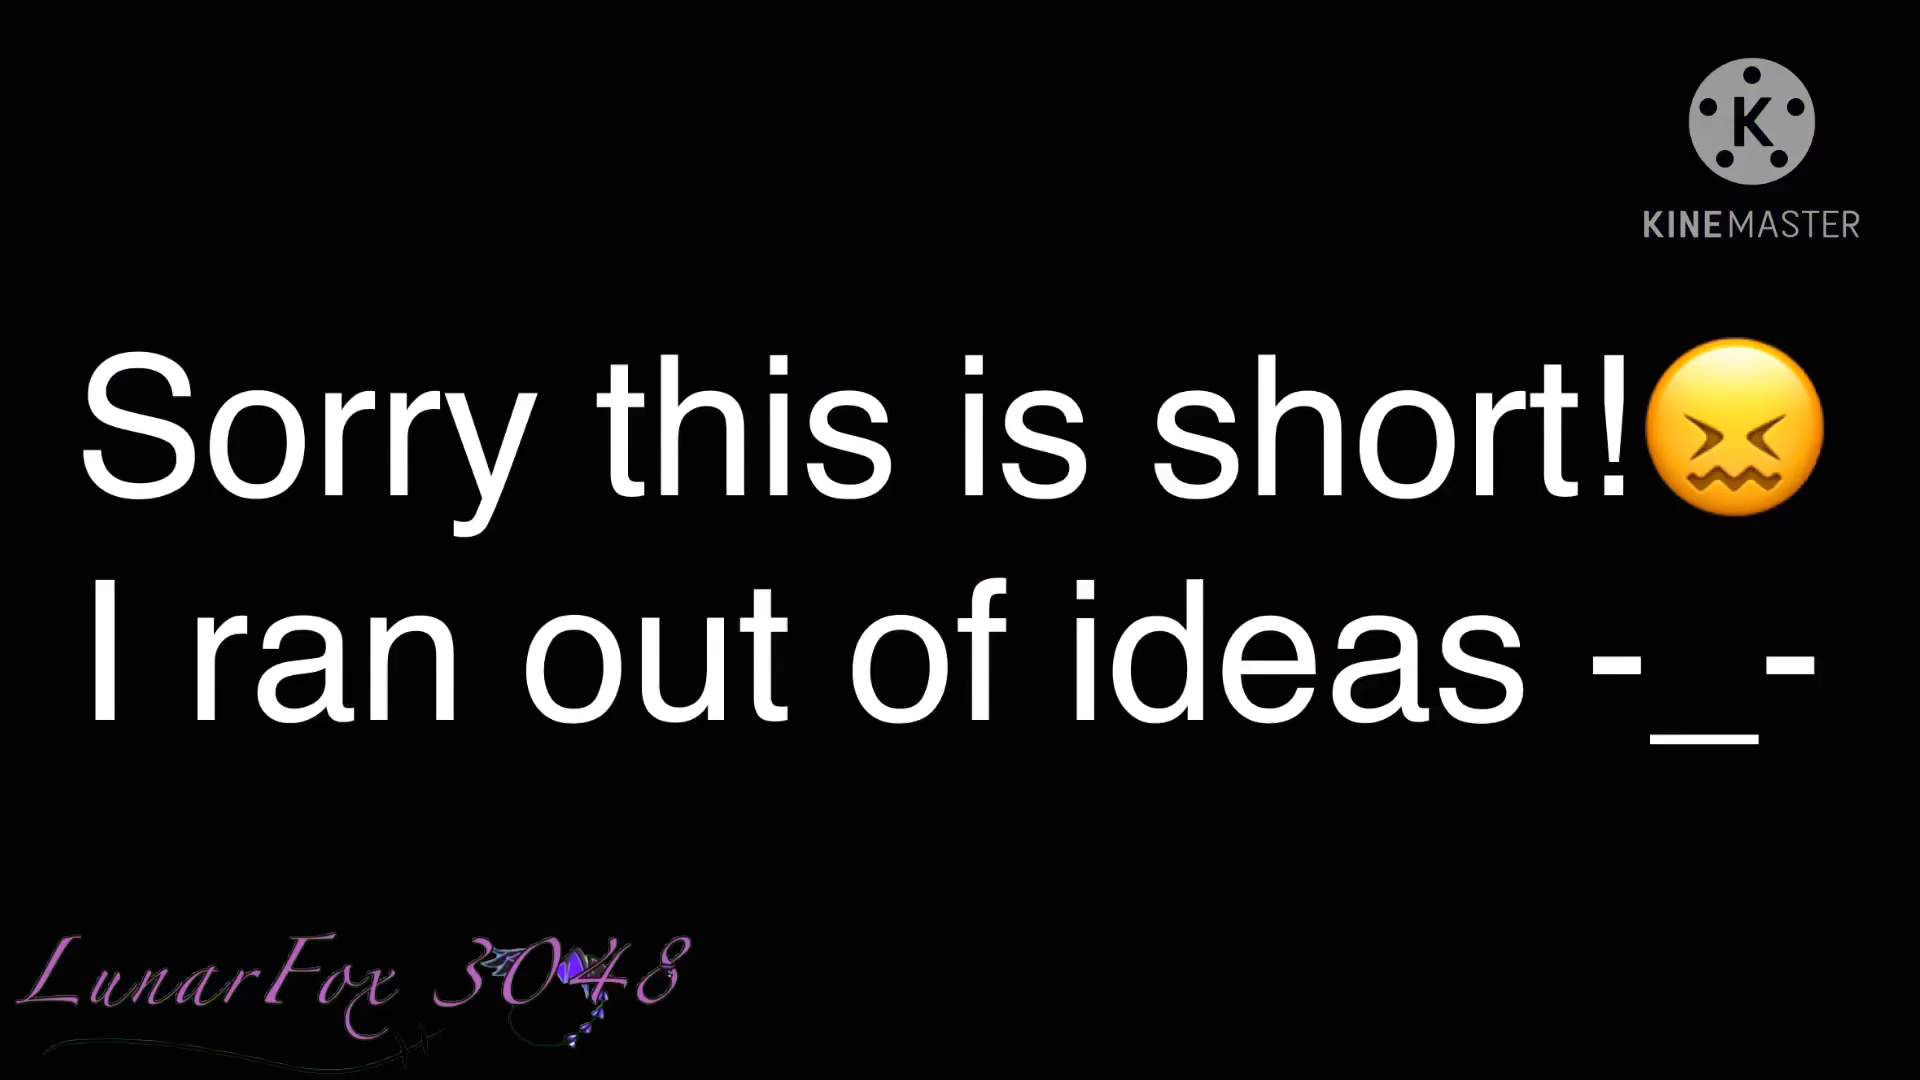 K
KINEMASTER
Sorry this is short!😖
I ran out of ideas -_-
LunarFox 3048